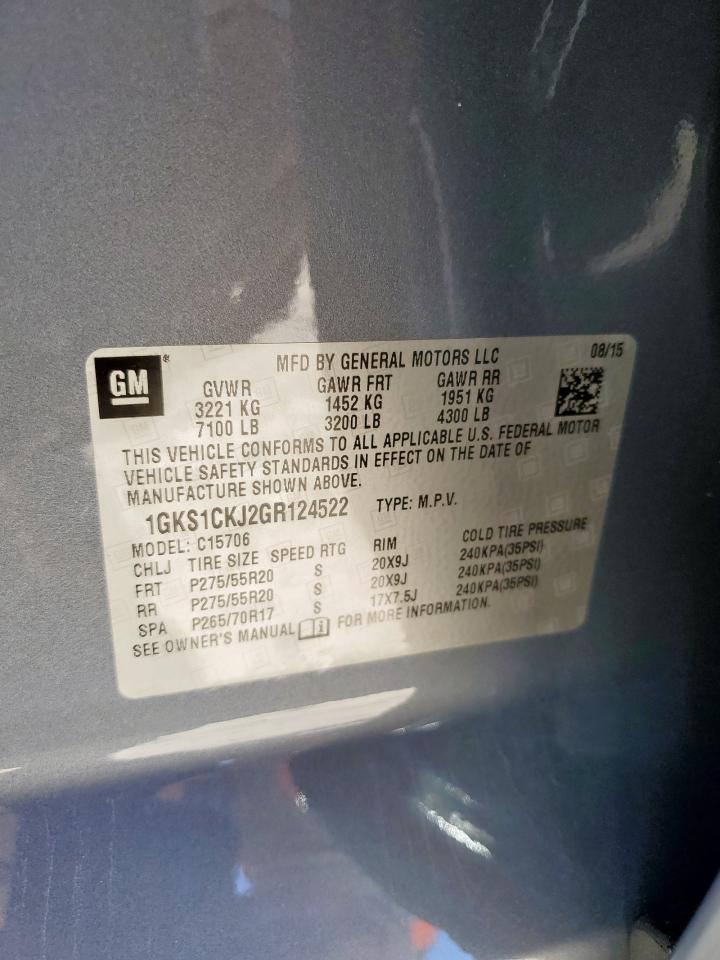 GM ®
MFD BY GENERAL MOTORS LLC 08/15
GVWR GAWR FRT GAWR RR
3221 KG 1452 KG 1951 KG
7100 LB 3200 LB 4300 LB
THIS VEHICLE CONFORMS TO ALL APPLICABLE U.S. FEDERAL MOTOR
VEHICLE SAFETY STANDARDS IN EFFECT ON THE DATE OF
MANUFACTURE SHOWN ABOVE.
1GKS1CKJ2GR124522 TYPE: M.P.V.
MODEL: C15706
CHLJ TIRE SIZE SPEED RTG RIM COLD TIRE PRESSURE
FRT P275/55R20 S 20X9J 240KPA(35PSI)
RR P275/55R20 S 20X9J 240KPA(35PSI)
SPA P265/70R17 S 17X7.5J 240KPA(35PSI)
SEE OWNER'S MANUAL FOR MORE INFORMATION.